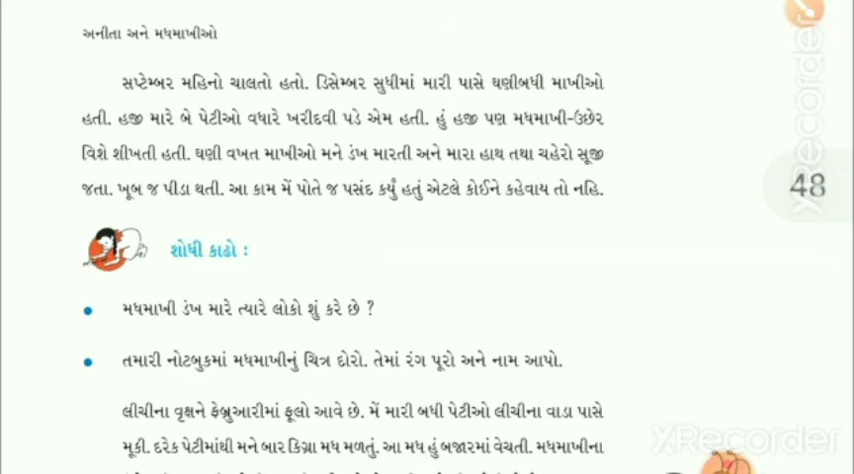 અનીતા અને મધમાખીઓ
સપ્ટેમ્બર મહિનો ચાલતો હતો. ડિસેમ્બર સુધીમાં મારી પાસે ઘણીબધી માખીઓ
હતી. હજી મારે બે પેટીઓ વધારે ખરીદવી પડે એમ હતી. હું હજી પણ મધમાખી-ઉછેર
વિશે શીખતી હતી. ઘણી વખત માખીઓ મને ડંખ મારતી અને મારા હાથ તથા ચહેરો સૂજી
જતા. ખૂબ જ પીડા થતી. આ કામ મેં પોતે જ પસંદ કર્યું હતું એટલે કોઈને કહેવાય તો નહિ.
48
શોધી કાઢો :
• મધમાખી ડંખ મારે ત્યારે લોકો શું કરે છે ?
• તમારી નોટબુકમાં મધમાખીનું ચિત્ર દોરો. તેમાં રંગ પૂરો અને નામ આપો.
લીચીના વૃક્ષને ફેબ્રુઆરીમાં ફૂલો આવે છે. મેં મારી બધી પેટીઓ લીચીના વાડા પાસે
મૂકી. દરેક પેટીમાંથી મને બાર કિગ્રા મધ મળતું. આ મધ હું બજારમાં વેચતી. મધમાખીના
XRecorder
XRecorder